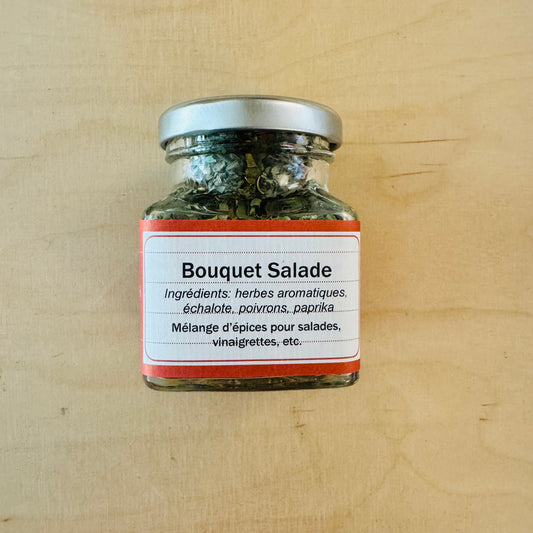 Bouquet Salade
Ingrédients: herbes aromatiques,
échalote, poivrons, paprika
Mélange d'épices pour salades,
vinaigrettes, etc.